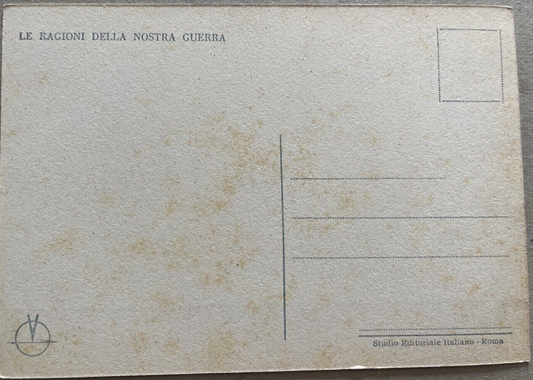 LE RAGIONI DELLA NOSTRA GUERRA
V
Studio Editoriale Italiano - Roma